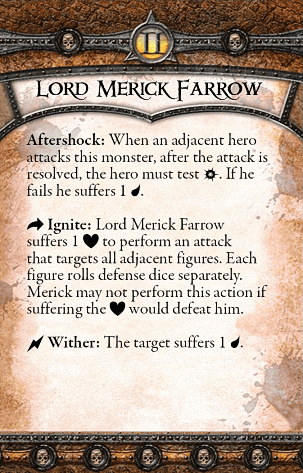 II
Lord Merick Farrow
Aftershock: When an adjacent hero
attacks this monster, after the attack is
resolved, the hero must test . If he
fails he suffers 1 .
Ignite: Lord Merick Farrow
suffers 1 to perform an attack
that targets all adjacent figures. Each
figure rolls defense dice separately.
Merick may not perform this action if
suffering the would defeat him.
Wither: The target suffers 1 .